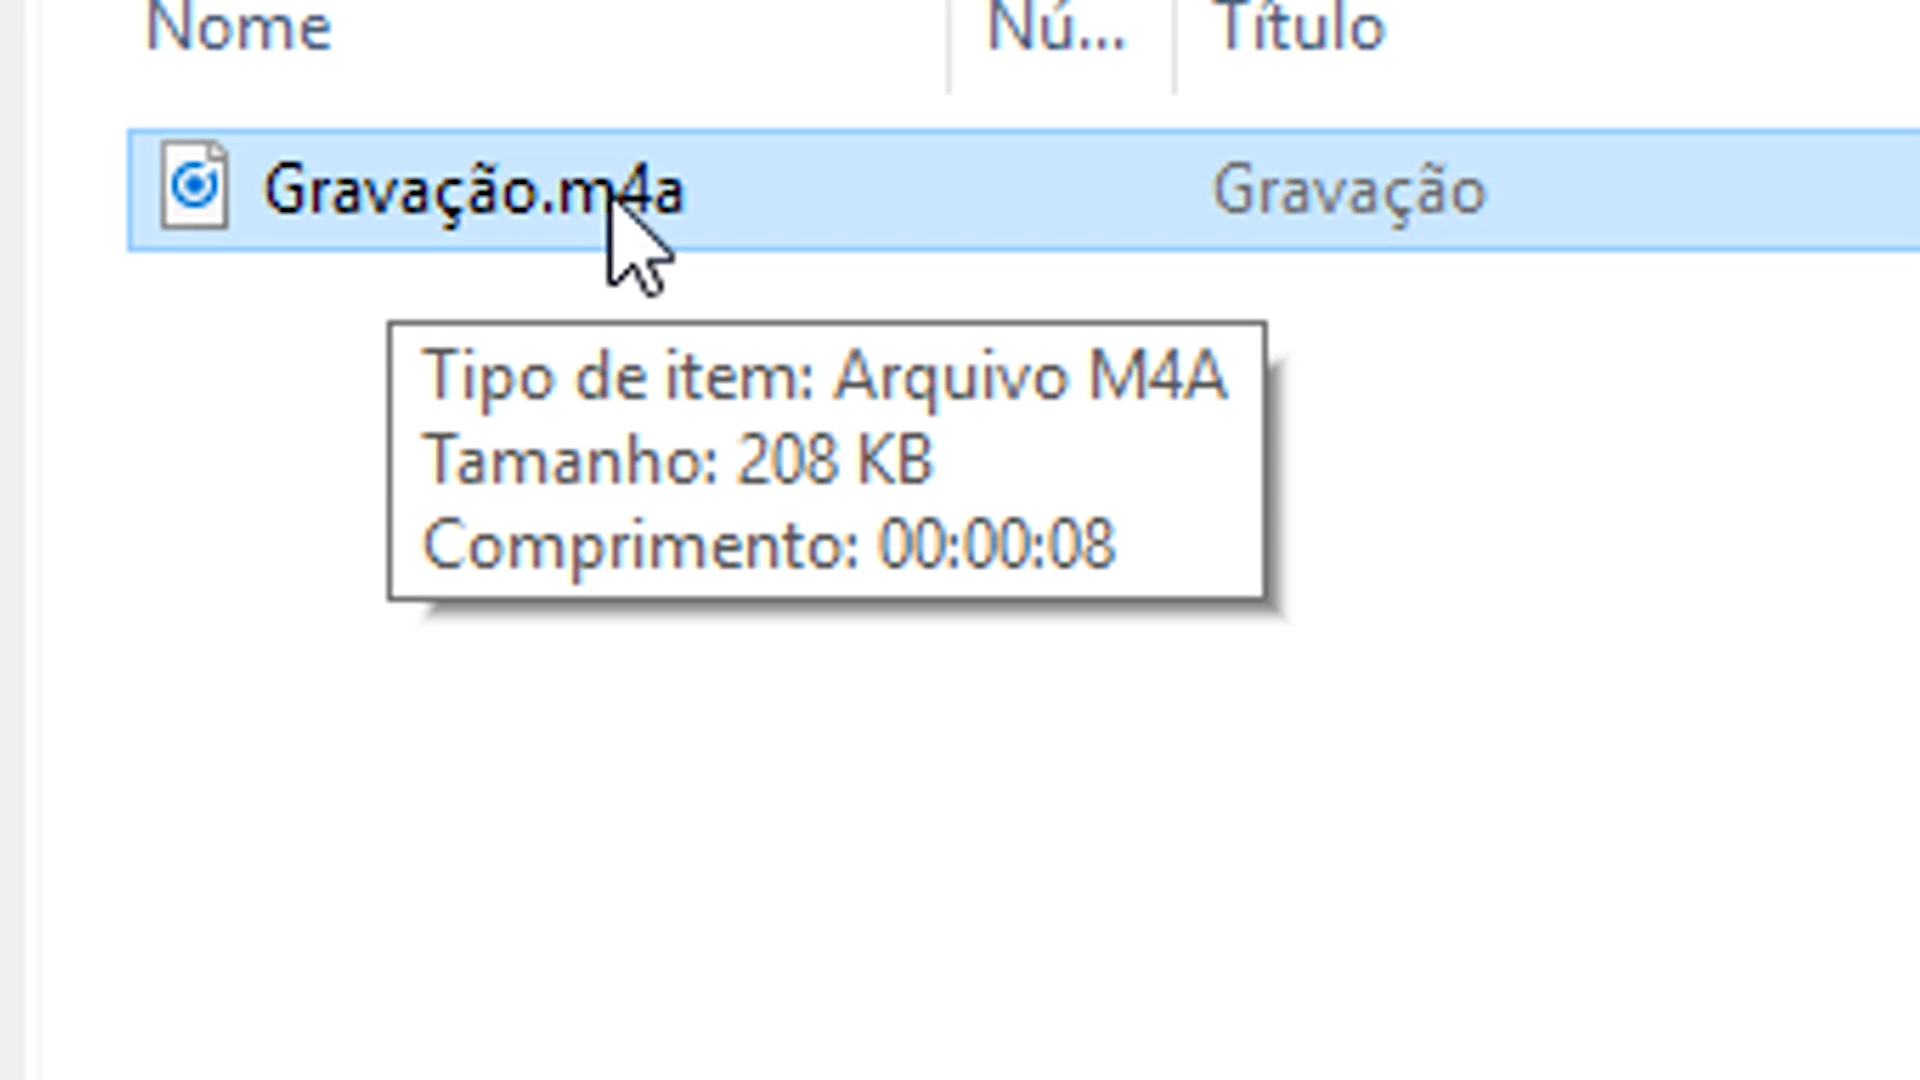 Nome Nú... Título
Gravação.m4a Gravação
Tipo de item: Arquivo M4A
Tamanho: 208 KB
Comprimento: 00:00:08